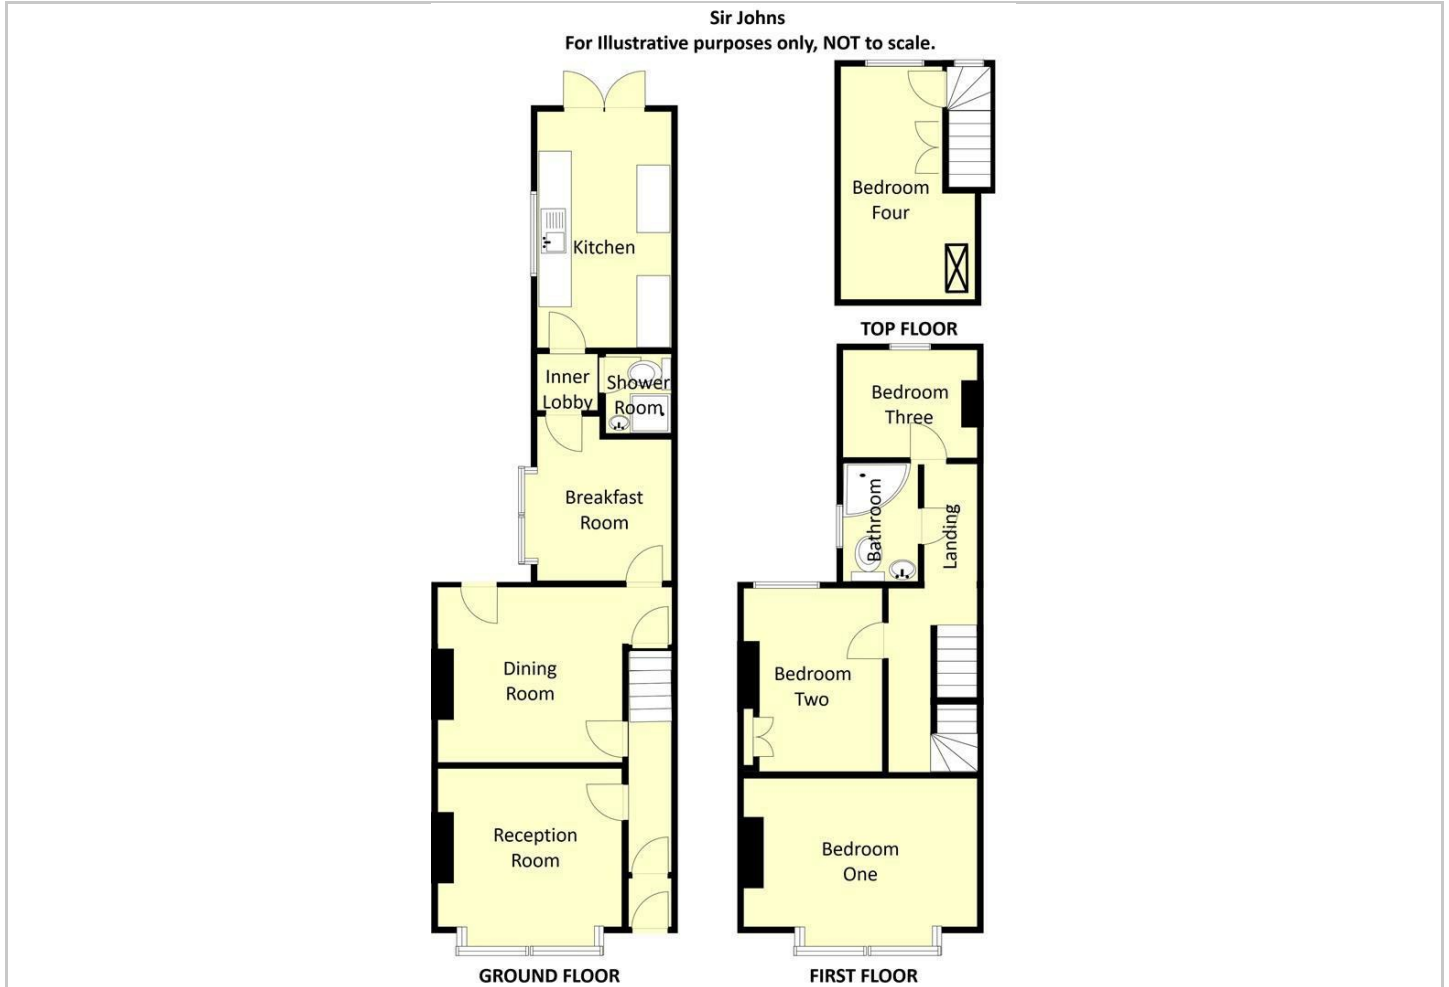 Sir Johns
For Illustrative purposes only, NOT to scale.
Kitchen
Inner
Lobby
Shower
Room
Breakfast
Room
Dining
Room
Reception
Room
GROUND FLOOR
Bedroom
Four
TOP FLOOR
Bedroom
Three
Bathroom
Landing
Bedroom
Two
Bedroom
One
FIRST FLOOR